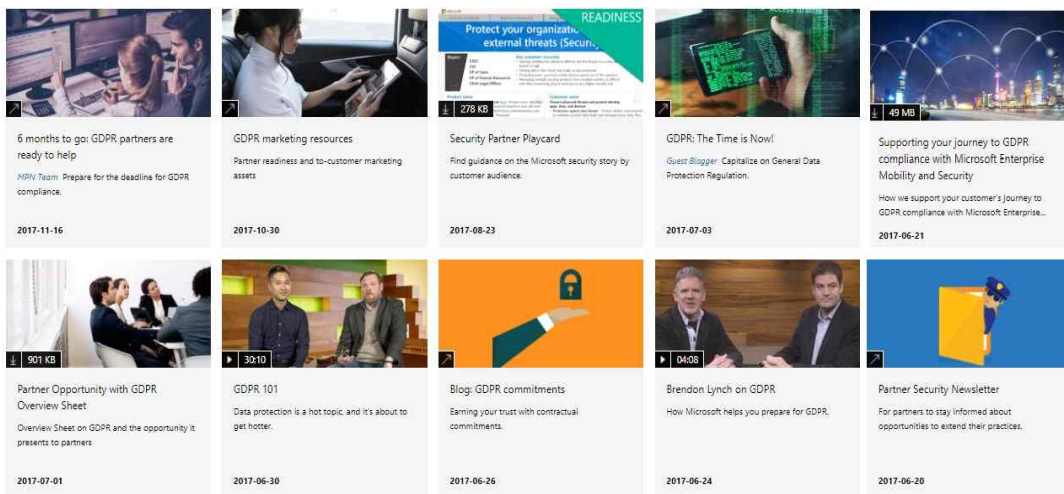 READINESS
Protect your organizatio
external threats (Securi
278 KB
49 MB
6 months to go: GDPR partners are
ready to help
MPN Team Prepare for the deadline for GDPR
compliance.
2017-11-16
GDPR marketing resources
Partner readiness and to-customer marketing
assets
2017-10-30
Security Partner Playcard
Find guidance on the Microsoft security story by
customer audience.
2017-08-23
GDPR: The Time is Now!
Guest Blogger Capitalize on General Data
Protection Regulation.
2017-07-03
Supporting your journey to GDPR
compliance with Microsoft Enterprise
Mobility and Security
How we support your customer's journey to
GDPR compliance with Microsoft Enterprise...
2017-06-21
901 KB
Partner Opportunity with GDPR
Overview Sheet
Overview Sheet on GDPR and the opportunity it
presents to partners
2017-07-01
30:10
GDPR 101
Data protection is a hot topic, and it's about to
get hotter.
2017-06-30
Blog: GDPR commitments
Earning your trust with contractual
commitments.
2017-06-26
04:08
Brendon Lynch on GDPR
How Microsoft helps you prepare for GDPR.
2017-06-24
Partner Security Newsletter
For partners to stay informed about
opportunities to extend their practices.
2017-06-20